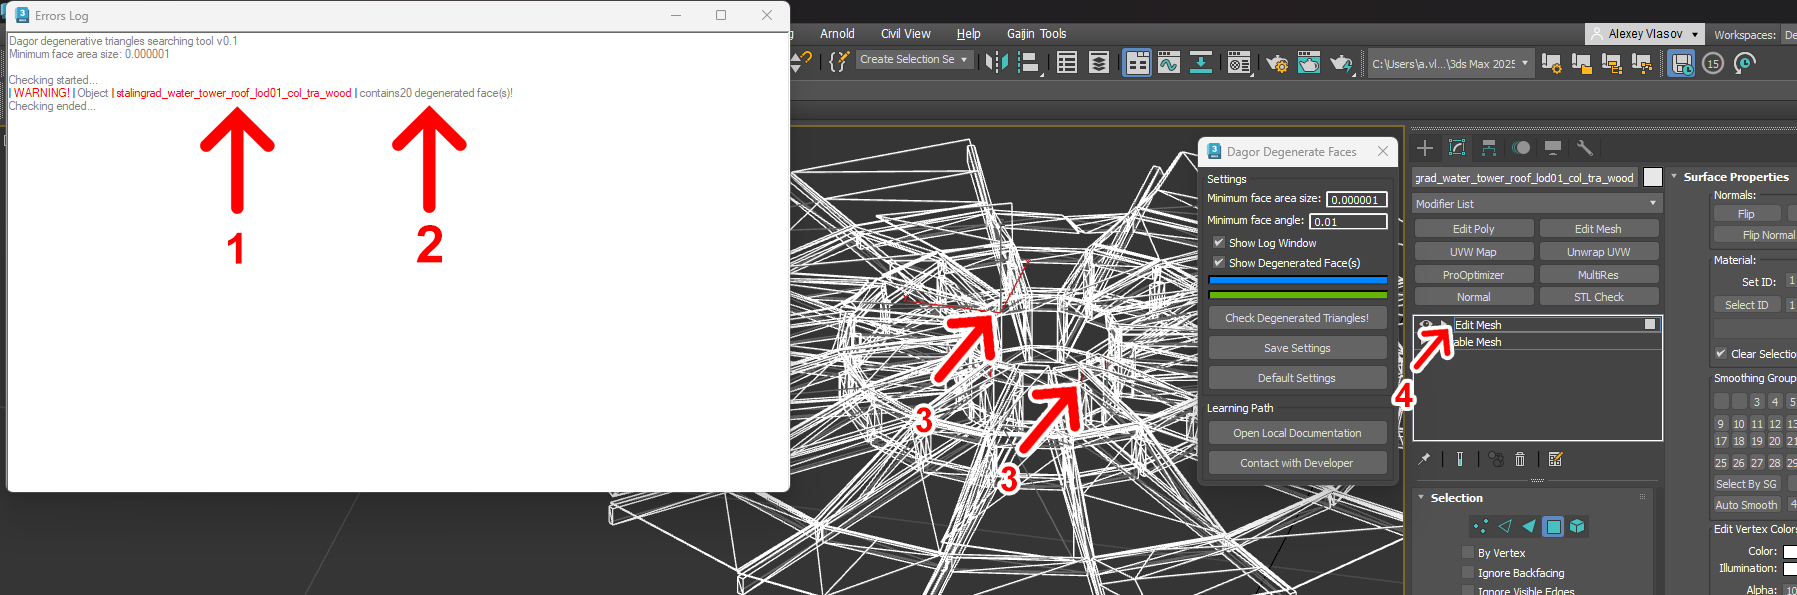 Errors Log
Dagor degenerative triangles searching tool v0.1
Minimum face area size: 0.000001
Checking started...
| WARNING! | Object | stalingrad_water_tower_roof_lod01_col_tra_wood | contains20 degenerated face(s)!
Checking ended...
1
2
Arnold
Civil View
Help
Gaijin Tools
Alexey Vlasov
Workspaces:
Create Selection Se
C:\Users\a.vl...\3ds Max 2025
15
3
3
Dagor Degenerate Faces
Settings
Minimum face area size: 0.000001
Minimum face angle: 0.01
Show Log Window
Show Degenerated Face(s)
Check Degenerated Triangles!
Save Settings
Default Settings
Learning Path
Open Local Documentation
Contact with Developer
grad_water_tower_roof_lod01_col_tra_wood
Modifier List
Edit Poly
Edit Mesh
UVW Map
Unwrap UVW
ProOptimizer
MultiRes
Normal
STL Check
Edit Mesh
able Mesh
4
Selection
By Vertex
Ignore Backfacing
Ignore Visible Edges
Surface Properties
Normals:
Flip
Flip Normal
Material:
Set ID: 1
Select ID 1
Clear Selectio
Smoothing Group
3 4 5
9 10 11 12 13
17 18 19 20 21
25 26 27 28 29
Select By SG
Auto Smooth 4
Edit Vertex Colors
Color:
Illumination:
Alpha: 10